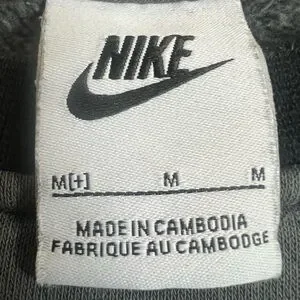 NIKE
M[+] M M
MADE IN CAMBODIA
FABRIQUE AU CAMBODGE